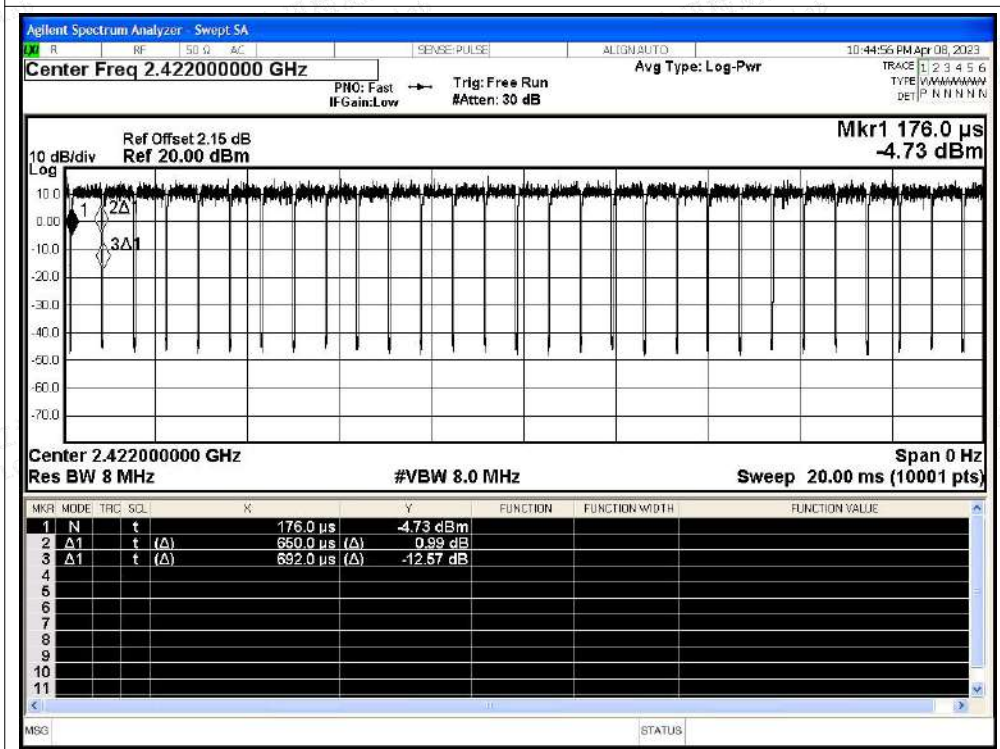 Agilent Spectrum Analyzer - Swept SA
LXI R RF 50 Ω AC SENSE:PULSE ALIGN AUTO 10:44:56 PM Apr 08, 2023
Center Freq 2.422000000 GHz Avg Type: Log-Pwr TRACE 1 2 3 4 5 6
PNO: Fast Trig: Free Run TYPE
IFGain:Low #Atten: 30 dB DET P N N N N N
Mkr1 176.0 µs
Ref Offset 2.15 dB
10 dB/div Ref 20.00 dBm -4.73 dBm
Log
10.0
1 2Δ
0.00
3Δ1
-10.0
-20.0
-30.0
-40.0
-50.0
-60.0
-70.0
Center 2.422000000 GHz Span 0 Hz
Res BW 8 MHz #VBW 8.0 MHz Sweep 20.00 ms (10001 pts)
MKR MODE TRC SCL X Y FUNCTION FUNCTION WIDTH FUNCTION VALUE
1 N t 176.0 µs -4.73 dBm
2 Δ1 t (Δ) 650.0 µs (Δ) 0.99 dB
3 Δ1 t (Δ) 692.0 µs (Δ) -12.57 dB
4
5
6
7
8
9
10
11
MSG STATUS